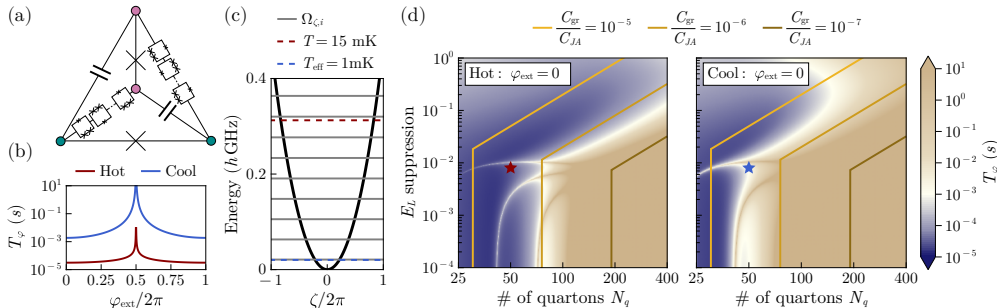 (a)
(b)
Hot Cool
T_φ (s)
10^1
10^-1
10^-3
10^-5
0 0.25 0.5 0.75 1
φ_ext/2π
(c)
Ω_ζ,i
T = 15 mK
T_eff = 1mK
Energy (h GHz)
0.4
0.2
0
−1 0 1
ζ/2π
(d)
C_gr/C_JA = 10^-5 C_gr/C_JA = 10^-6 C_gr/C_JA = 10^-7
Hot : φ_ext = 0
Cool : φ_ext = 0
E_L suppression
10^0
10^-1
10^-2
10^-3
10^-4
25 50 100 200 400
# of quartons N_q
25 50 100 200 400
# of quartons N_q
10^1
10^0
10^-1
10^-2
10^-3
10^-4
10^-5
T_φ (s)